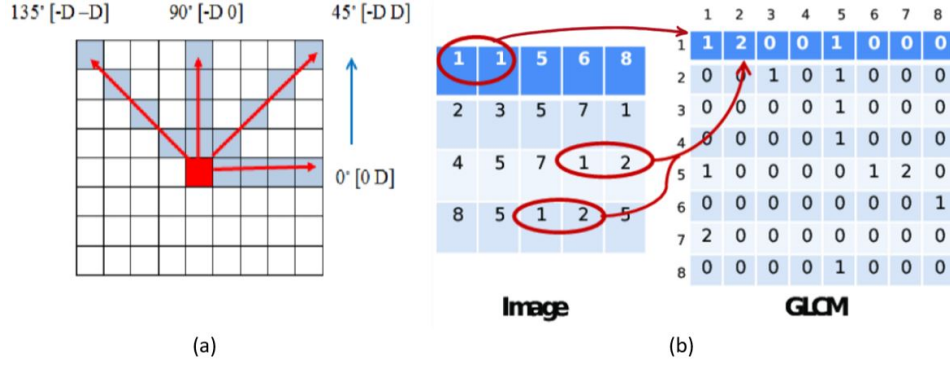 135° [-D –D] 90° [-D 0] 45° [-D D]
0° [0 D]
(a)
1 1 5 6 8
2 3 5 7 1
4 5 7 1 2
8 5 1 2 5
Image
1 2 3 4 5 6 7 8
1 1 2 0 0 1 0 0 0
2 0 0 1 0 1 0 0 0
3 0 0 0 0 1 0 0 0
4 0 0 0 0 1 0 0 0
5 1 0 0 0 0 1 2 0
6 0 0 0 0 0 0 0 1
7 2 0 0 0 0 0 0 0
8 0 0 0 0 1 0 0 0
GLCM
(b)